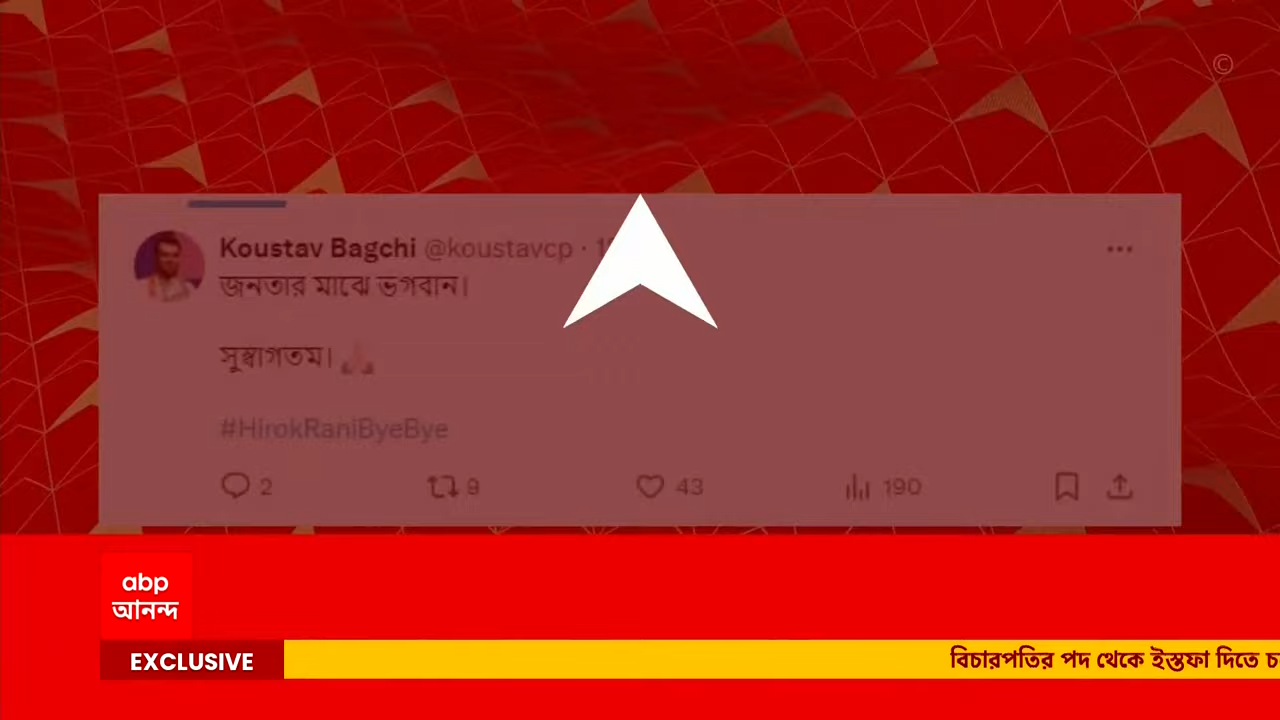 ©
Koustav Bagchi @koustavcp ·
জনতার মাঝে ভগবান।
সুস্বাগতম। 🙏🏻
#HirokRaniByeBye
2 9 43 190
abp
আনন্দ
EXCLUSIVE
বিচারপতির পদ থেকে ইস্তফা দিতে